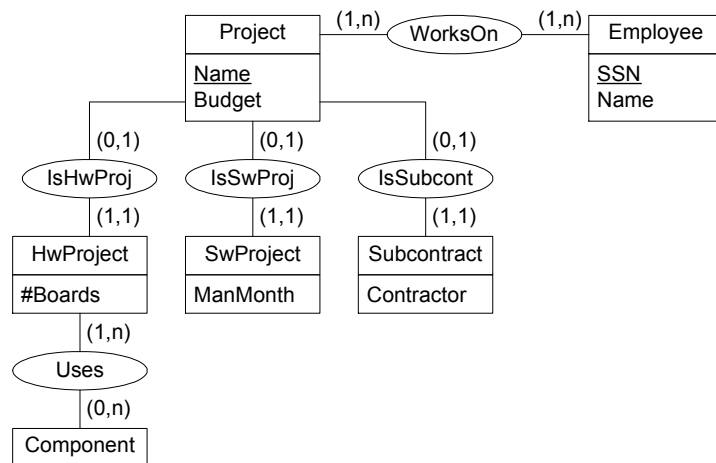 Project (1,n) WorksOn (1,n) Employee
Name
Budget
SSN
Name
(0,1) (0,1) (0,1)
IsHwProj IsSwProj IsSubcont
(1,1) (1,1) (1,1)
HwProject SwProject Subcontract
#Boards ManMonth Contractor
(1,n)
Uses
(0,n)
Component